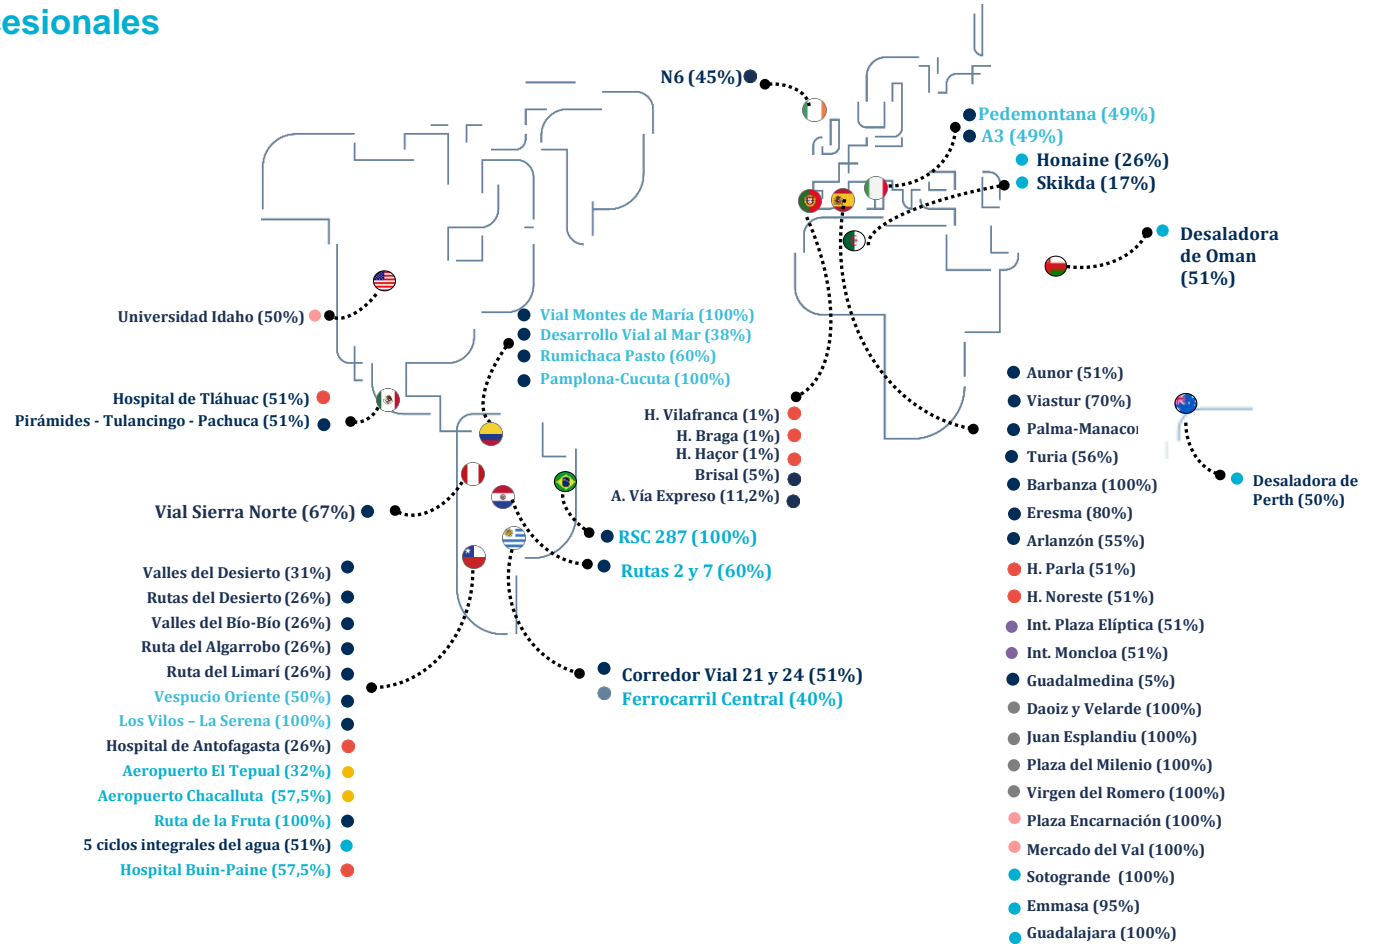 cesionales
N6 (45%)
Pedemontana (49%)
A3 (49%)
Honaine (26%)
Skikda (17%)
Desaladora
de Oman
(51%)
Universidad Idaho (50%)
Vial Montes de María (100%)
Desarrollo Vial al Mar (38%)
Rumichaca Pasto (60%)
Pamplona-Cucuta (100%)
Hospital de Tláhuac (51%)
Pirámides - Tulancingo - Pachuca (51%)
H. Vilafranca (1%)
H. Braga (1%)
H. Haçor (1%)
Brisal (5%)
A. Vía Expreso (11,2%)
Vial Sierra Norte (67%)
RSC 287 (100%)
Rutas 2 y 7 (60%)
Corredor Vial 21 y 24 (51%)
Ferrocarril Central (40%)
Valles del Desierto (31%)
Rutas del Desierto (26%)
Valles del Bío-Bío (26%)
Ruta del Algarrobo (26%)
Ruta del Limarí (26%)
Vespucio Oriente (50%)
Los Vilos – La Serena (100%)
Hospital de Antofagasta (26%)
Aeropuerto El Tepual (32%)
Aeropuerto Chacalluta (57,5%)
Ruta de la Fruta (100%)
5 ciclos integrales del agua (51%)
Hospital Buin-Paine (57,5%)
Aunor (51%)
Viastur (70%)
Palma-Manacor
Turia (56%)
Barbanza (100%)
Eresma (80%)
Arlanzón (55%)
H. Parla (51%)
H. Noreste (51%)
Int. Plaza Elíptica (51%)
Int. Moncloa (51%)
Guadalmedina (5%)
Daoiz y Velarde (100%)
Juan Esplandiu (100%)
Plaza del Milenio (100%)
Virgen del Romero (100%)
Plaza Encarnación (100%)
Mercado del Val (100%)
Sotogrande (100%)
Emmasa (95%)
Guadalajara (100%)
Desaladora de
Perth (50%)